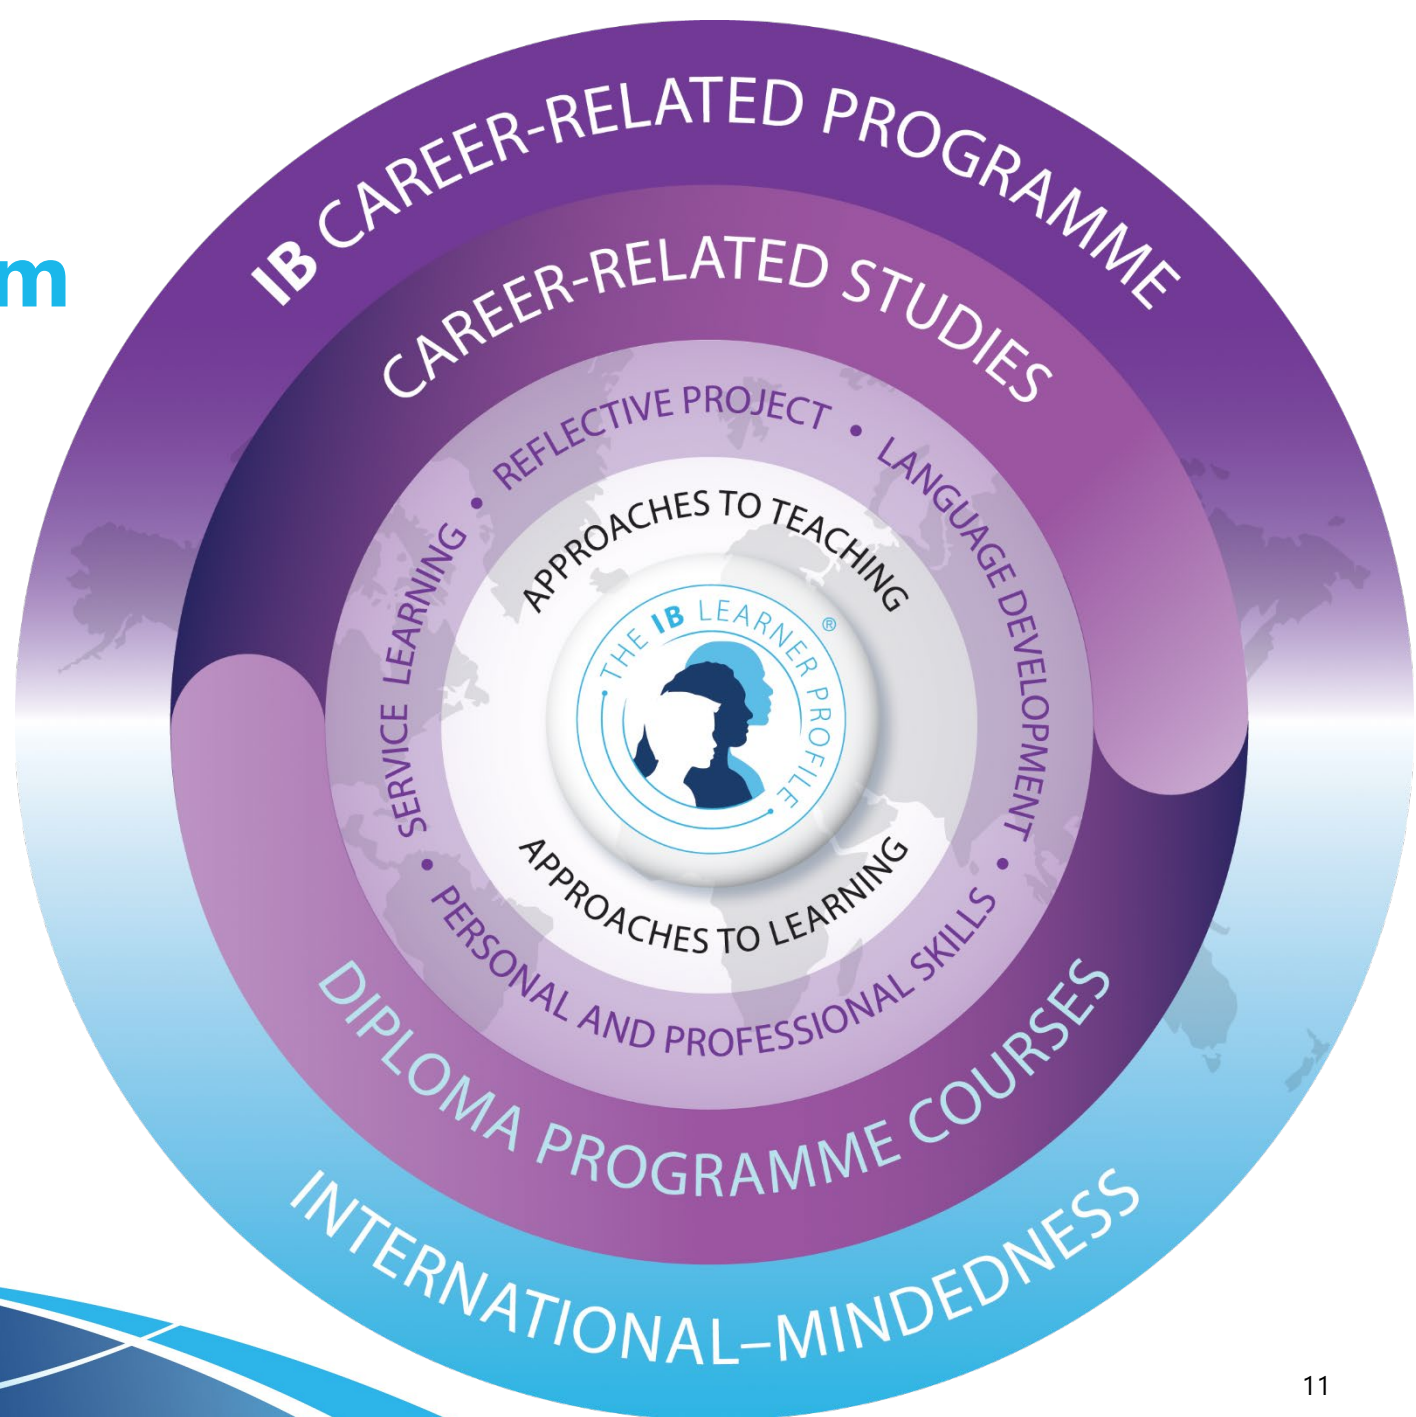 m
IB CAREER-RELATED PROGRAMME
CAREER-RELATED STUDIES
REFLECTIVE PROJECT • LANGUAGE DEVELOPMENT • PERSONAL AND PROFESSIONAL SKILLS • SERVICE LEARNING •
APPROACHES TO TEACHING
THE IB LEARNER PROFILE ®
APPROACHES TO LEARNING
DIPLOMA PROGRAMME COURSES
INTERNATIONAL–MINDEDNESS
11